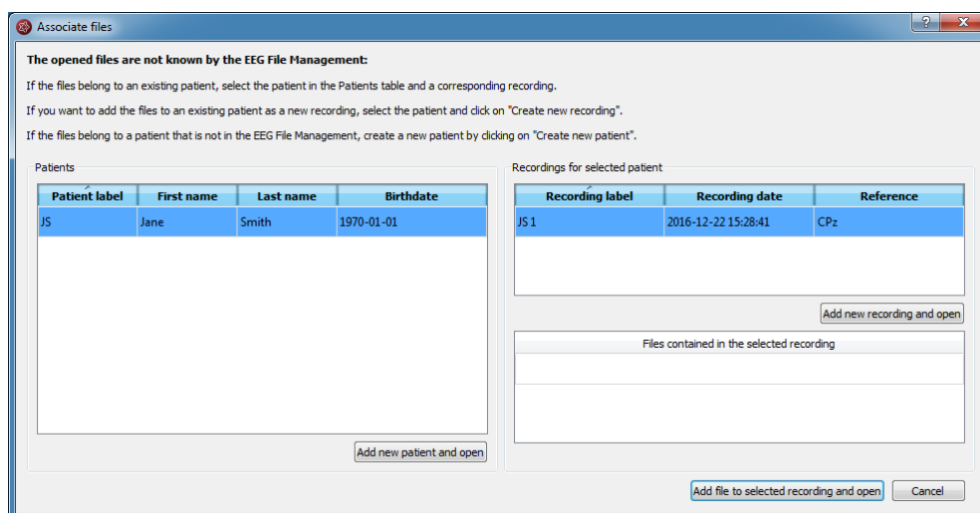 Associate files
The opened files are not known by the EEG File Management:
If the files belong to an existing patient, select the patient in the Patients table and a corresponding recording.
If you want to add the files to an existing patient as a new recording, select the patient and click on "Create new recording".
If the files belong to a patient that is not in the EEG File Management, create a new patient by clicking on "Create new patient".
Patients
Patient label First name Last name Birthdate
JS Jane Smith 1970-01-01
Add new patient and open
Recordings for selected patient
Recording label Recording date Reference
JS 1 2016-12-22 15:28:41 CPz
Add new recording and open
Files contained in the selected recording
Add file to selected recording and open Cancel